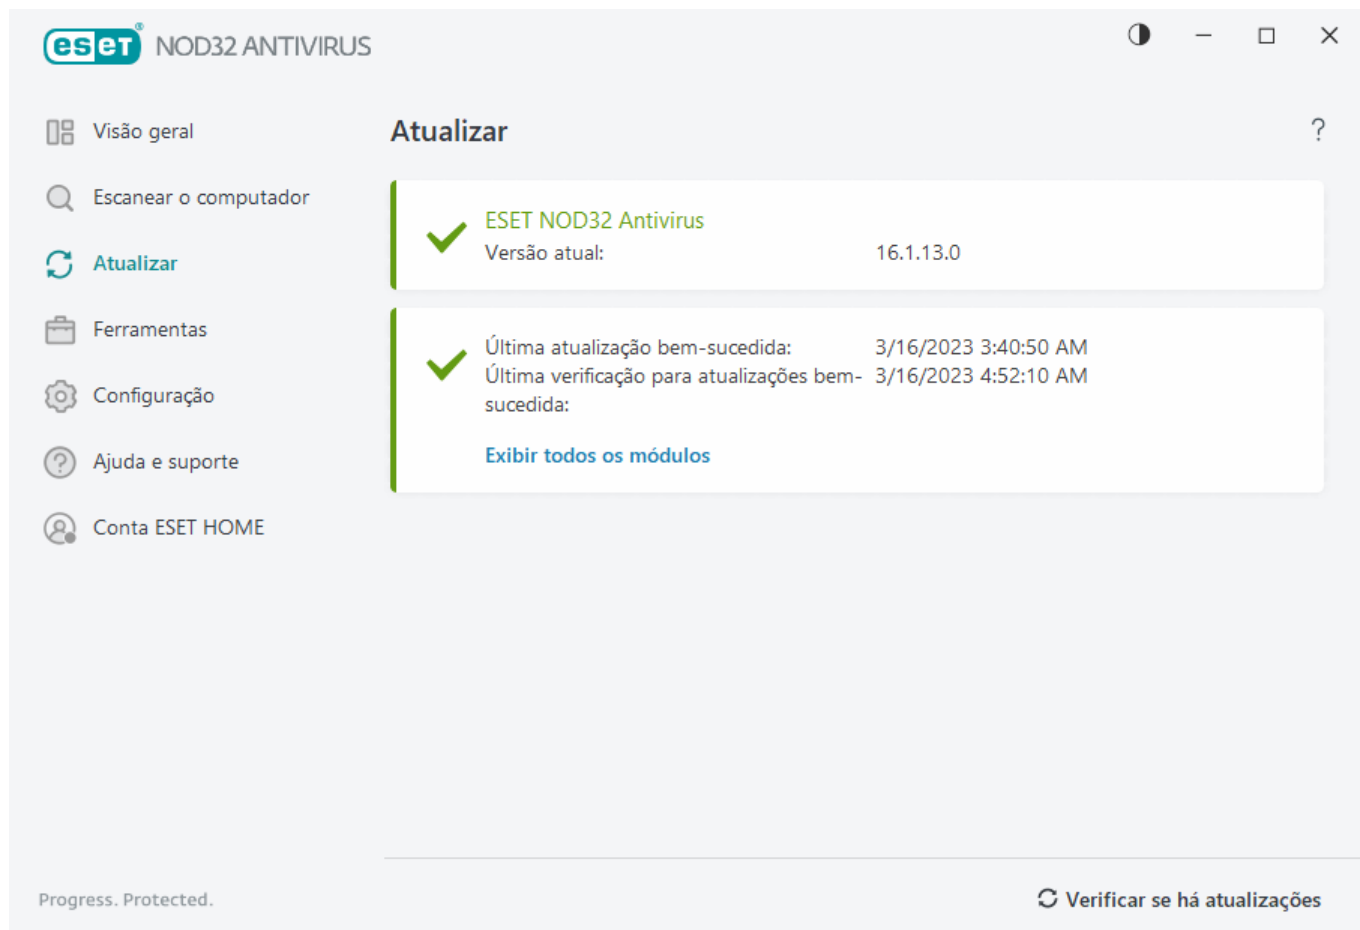 eset® NOD32 ANTIVIRUS
Visão geral
Escanear o computador
Atualizar
Ferramentas
Configuração
Ajuda e suporte
Conta ESET HOME
Atualizar ?
ESET NOD32 Antivirus
Versão atual: 16.1.13.0
Última atualização bem-sucedida: 3/16/2023 3:40:50 AM
Última verificação para atualizações bem- 3/16/2023 4:52:10 AM
sucedida:
Exibir todos os módulos
Progress. Protected.
Verificar se há atualizações